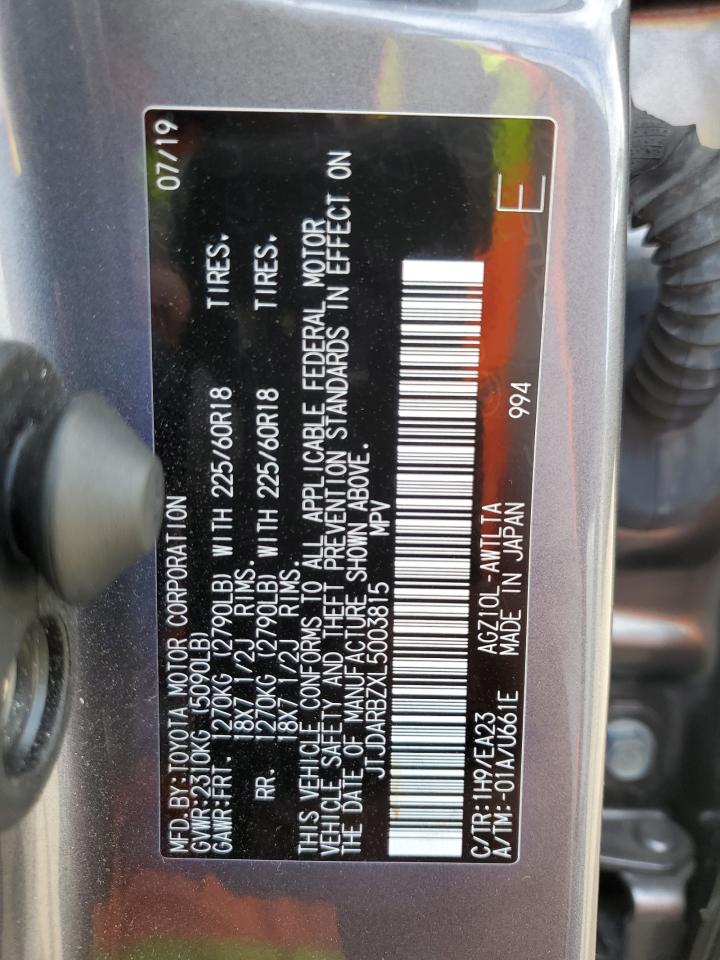 MFD.BY:TOYOTA MOTOR CORPORATION 07/19
GVWR:2310KG (5090LB)
GAWR:FRT. 1270KG (2790LB) WITH 225/60R18 TIRES.
18X7 1/2J RIMS.
RR. 1270KG (2790LB) WITH 225/60R18 TIRES.
18X7 1/2J RIMS.
THIS VEHICLE CONFORMS TO ALL APPLICABLE FEDERAL MOTOR
VEHICLE SAFETY AND THEFT PREVENTION STANDARDS IN EFFECT ON
THE DATE OF MANUFACTURE SHOWN ABOVE.
JTJDARBZXL5003815 MPV
C/TR:1H9/EA23 AGZ10L-AWTLTA
A/TM:-01A/U661E MADE IN JAPAN 994 E